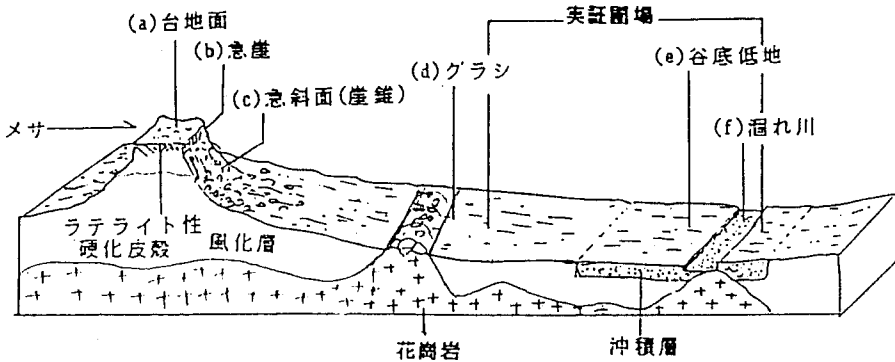 (a)台地面
(b)急崖
(c)急斜面(崖錐)
実証圃場
(d)グラシ
(e)谷底低地
(f)涸れ川
メサ
ラテライト性
硬化皮殻
風化層
花崗岩
沖積層